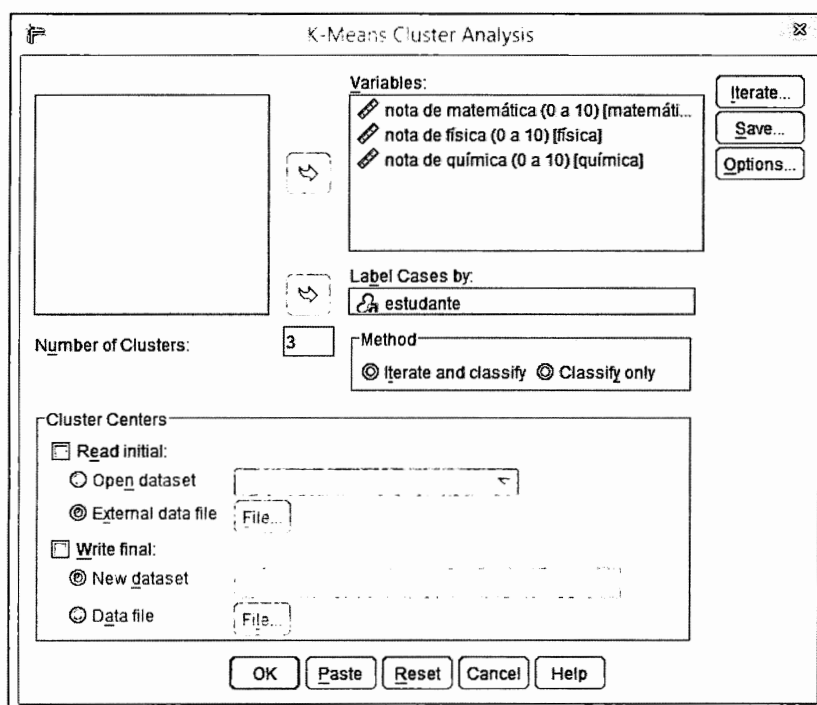 K-Means Cluster Analysis
Variables:
nota de matemática (0 a 10) [matemáti...
nota de física (0 a 10) [física]
nota de química (0 a 10) [química]
Iterate...
Save...
Options...
Label Cases by:
estudante
Number of Clusters: 3
Method
Iterate and classify Classify only
Cluster Centers
Read initial:
Open dataset
External data file File...
Write final:
New dataset
Data file File...
OK Paste Reset Cancel Help